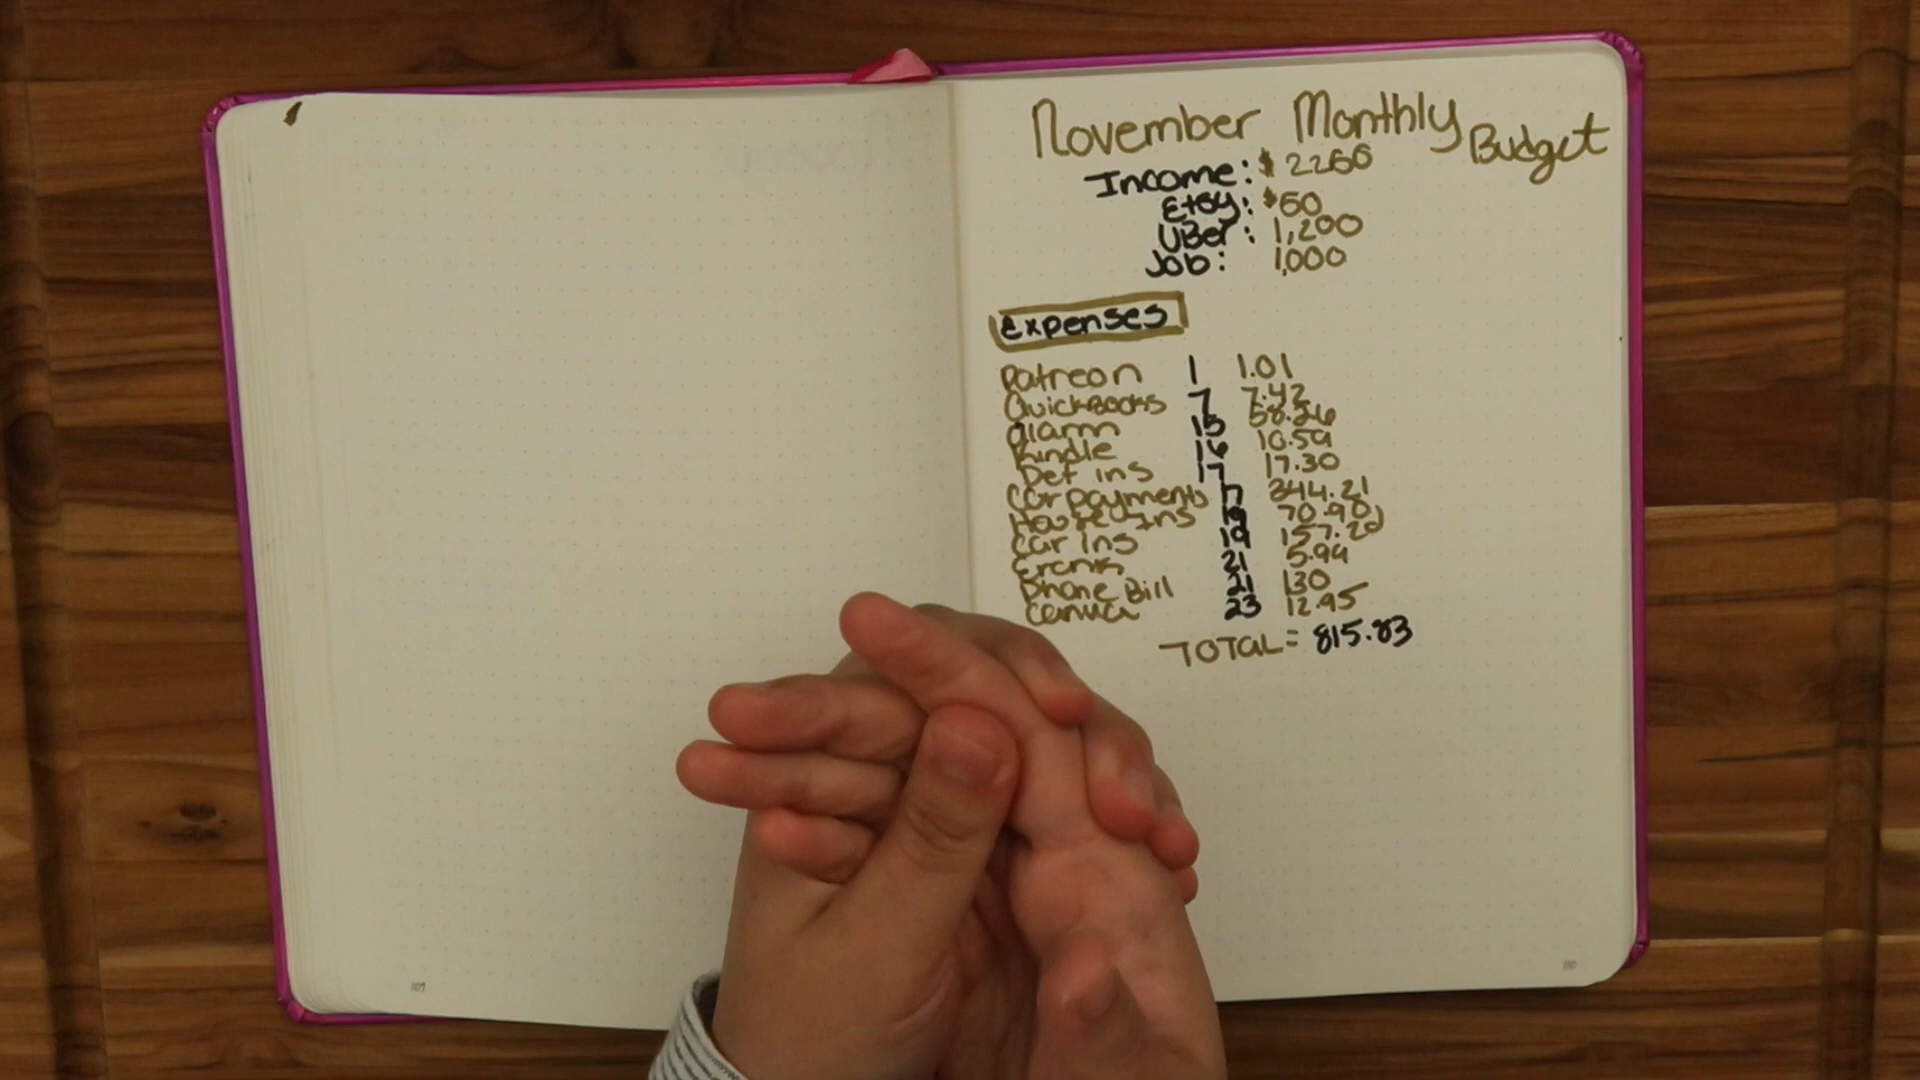 November Monthly Budget
Income: $ 2260
Etsy: $60
UBer: 1,200
Job: 1,000
Expenses
Patreon 1 1.01
QuickBooks 7 7.42
Alarm 15 58.26
Kindle 16 10.59
Def ins 17 17.30
Car payment 17 344.21
House Ins 19 70.90
Car Ins 19 157.20
21 5.94
Phone Bill 21 130
Canva 23 12.95
TOTAL = 815.83